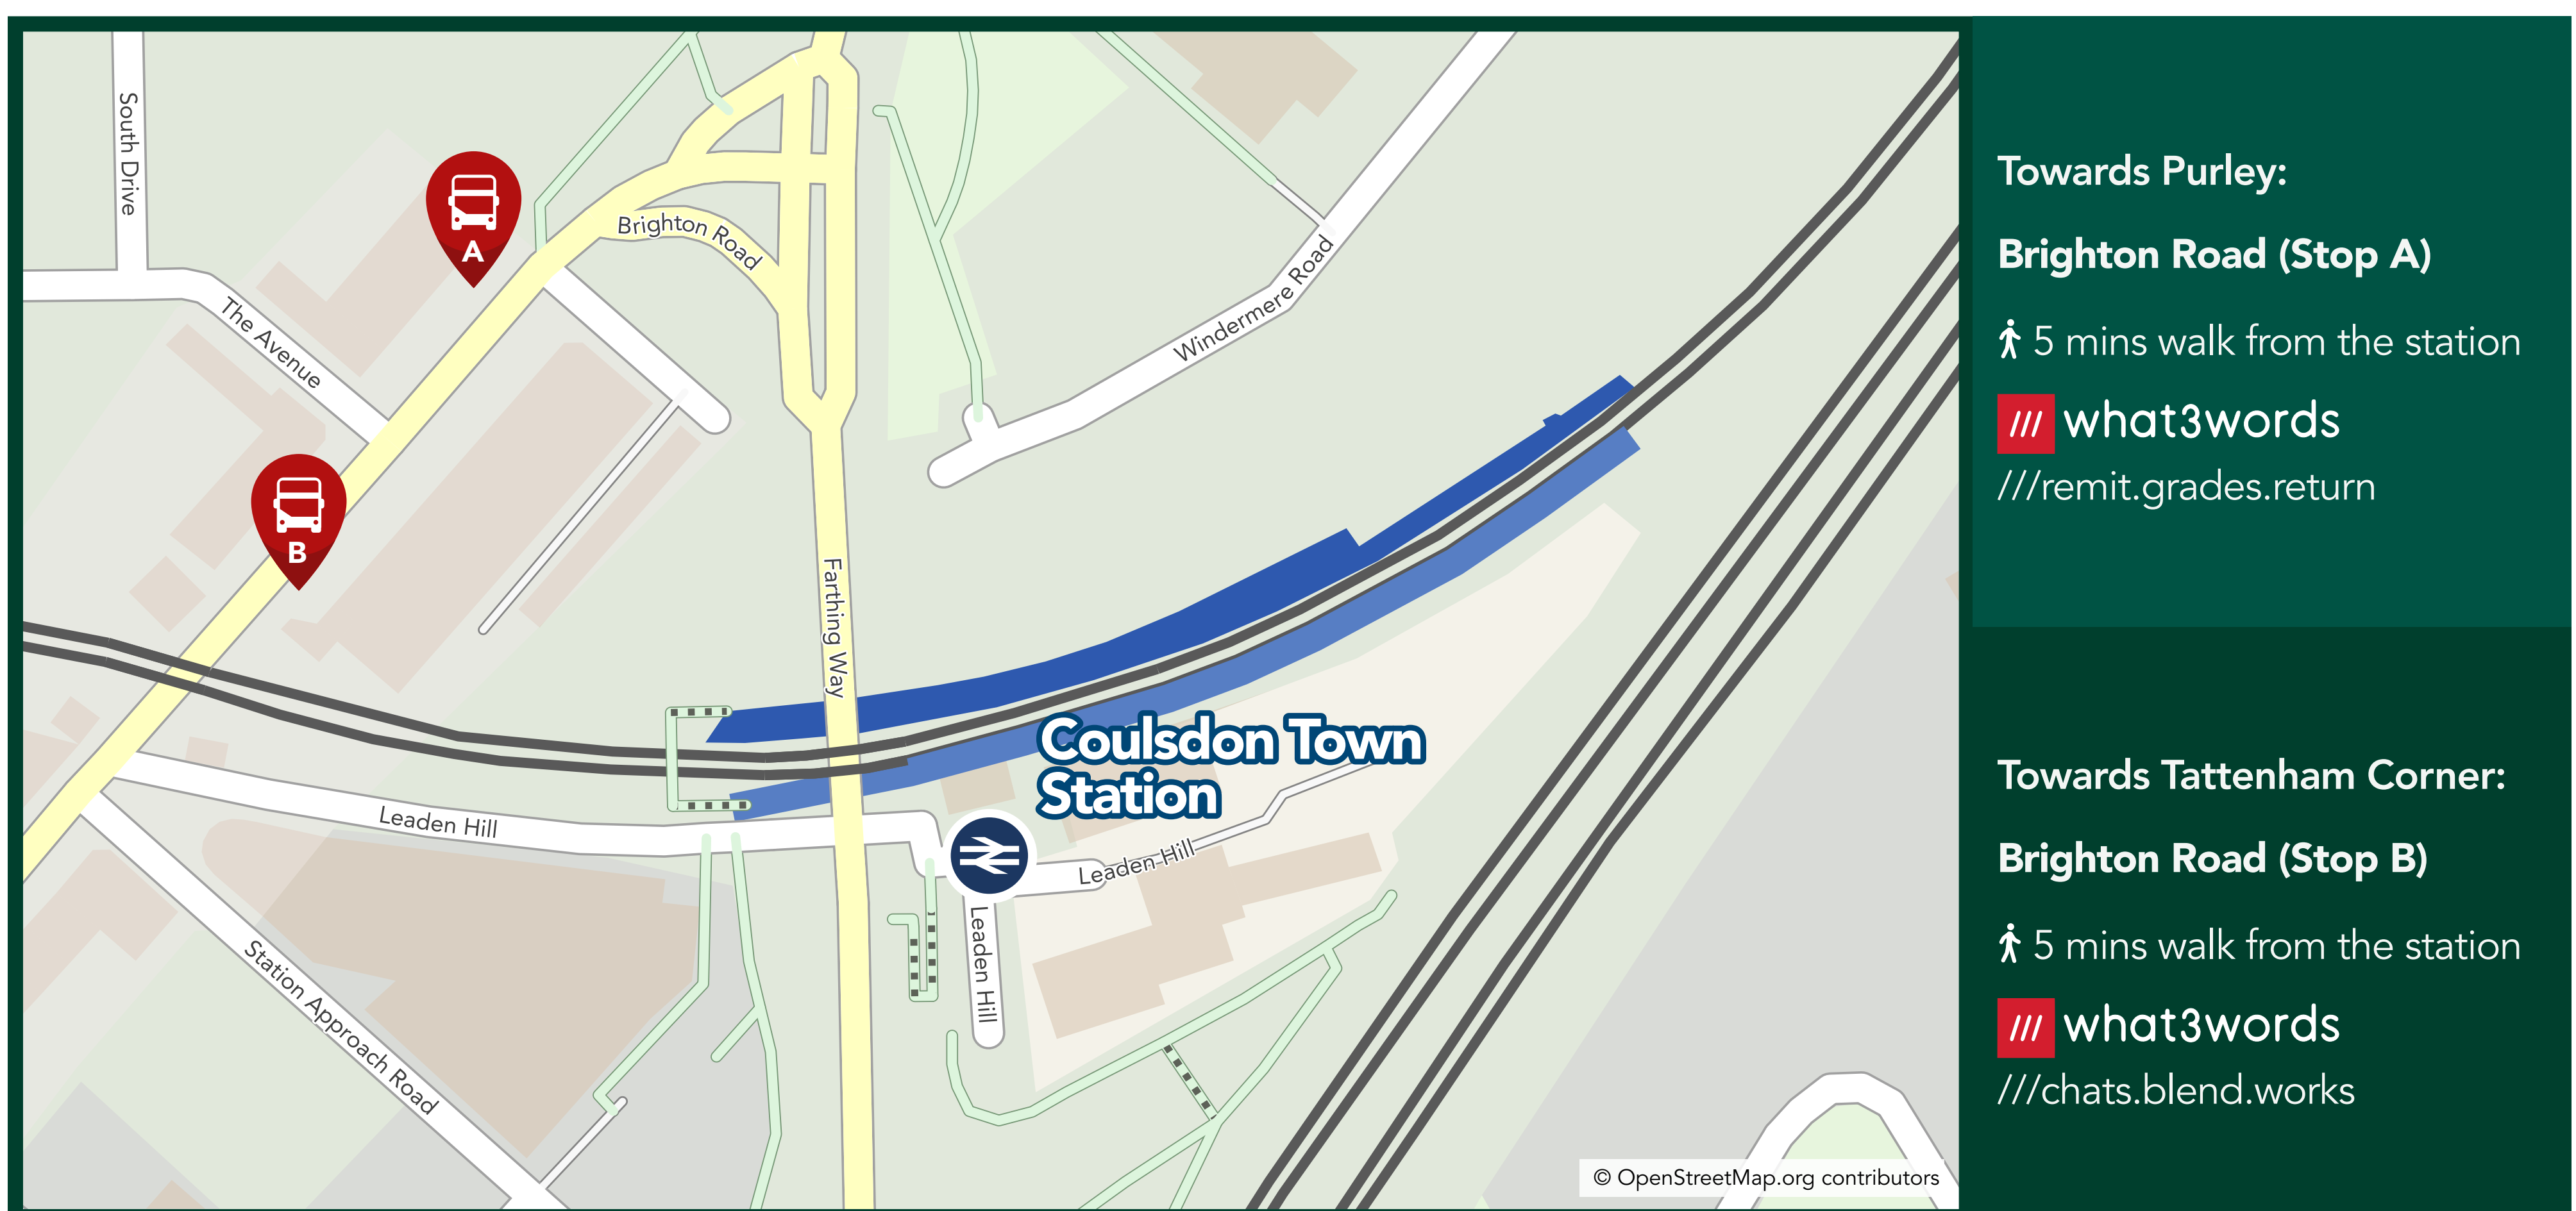 South Drive
A
Brighton Road
The Avenue
Windermere Road
B
Farthing Way
Coulsdon Town
Station
Leaden Hill
Leaden Hill
Leaden Hill
Station Approach Road
© OpenStreetMap.org contributors
Towards Purley:
Brighton Road (Stop A)
5 mins walk from the station
/// what3words
///remit.grades.return
Towards Tattenham Corner:
Brighton Road (Stop B)
5 mins walk from the station
/// what3words
///chats.blend.works